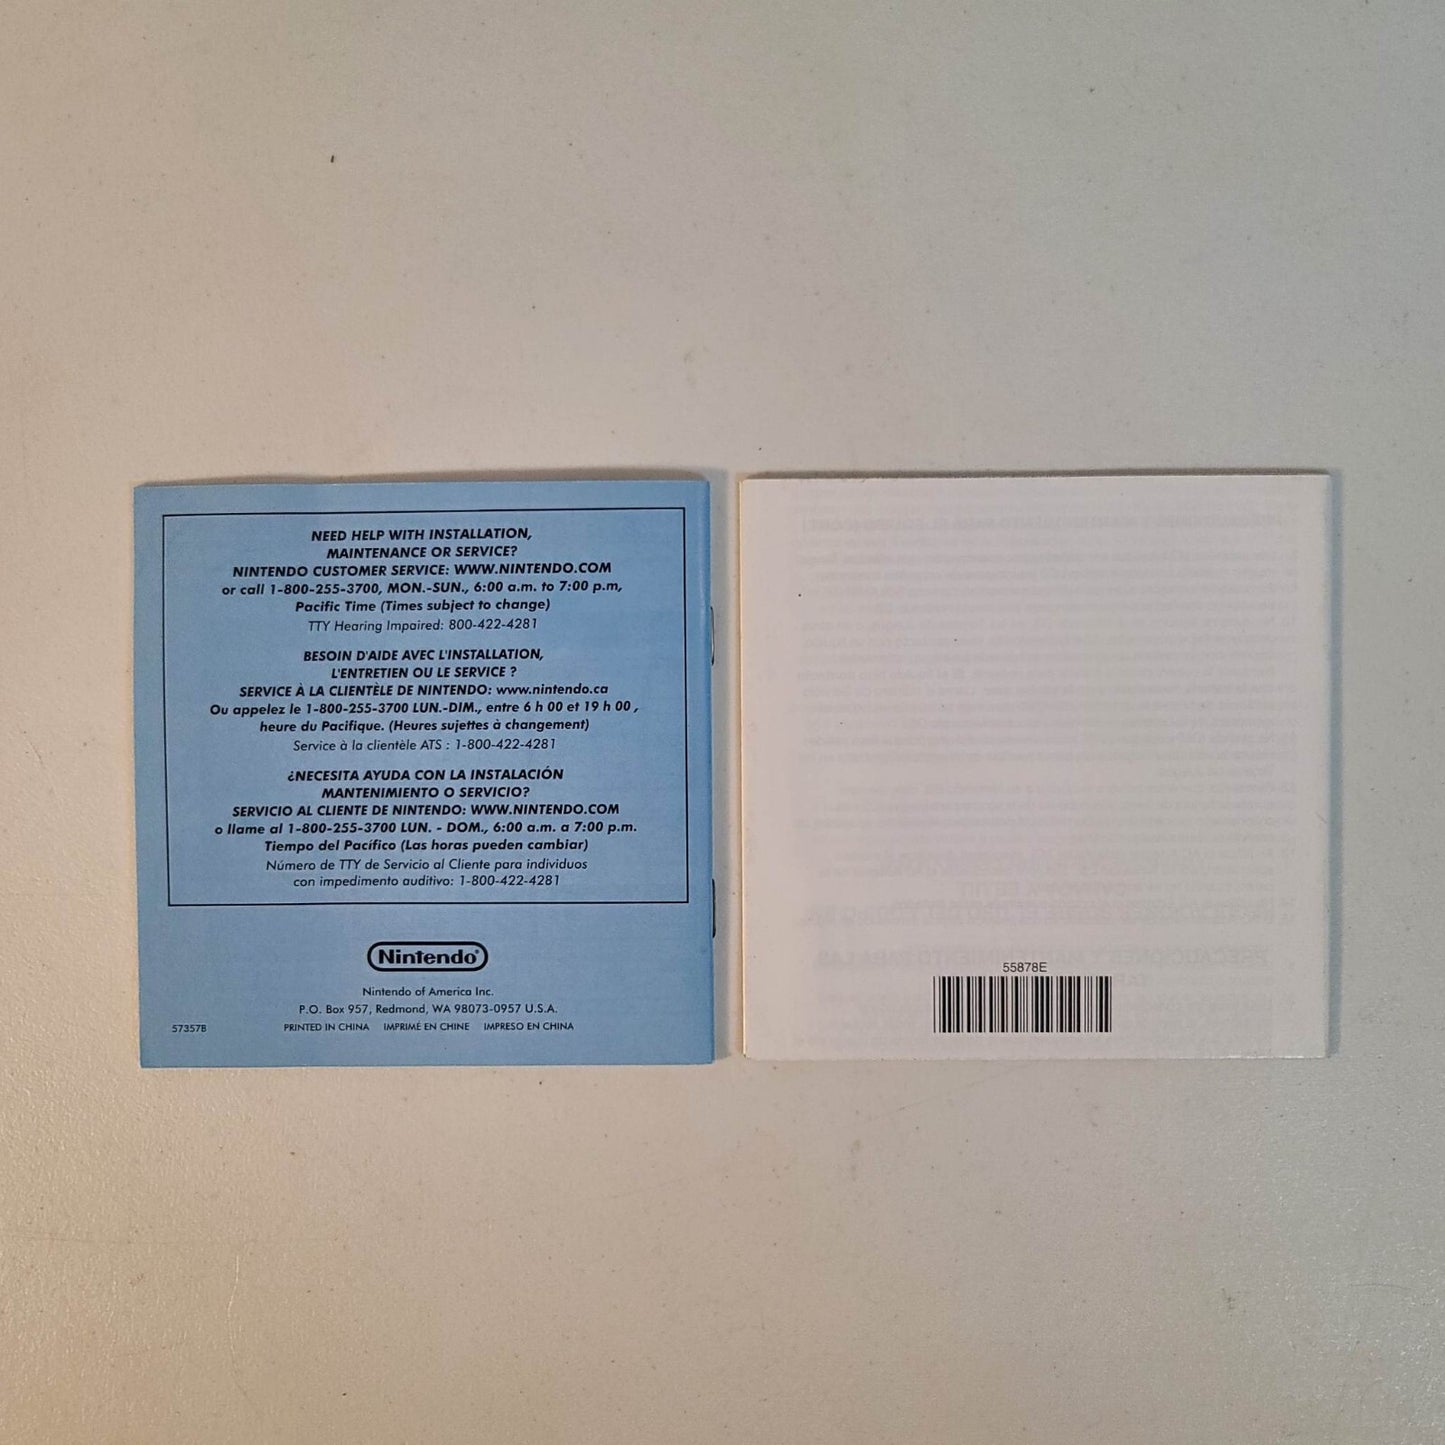 NEED HELP WITH INSTALLATION,
MAINTENANCE OR SERVICE?
NINTENDO CUSTOMER SERVICE: WWW.NINTENDO.COM
or call 1-800-255-3700, MON.-SUN., 6:00 a.m. to 7:00 p.m,
Pacific Time (Times subject to change)
TTY Hearing Impaired: 800-422-4281
BESOIN D'AIDE AVEC L'INSTALLATION,
L'ENTRETIEN OU LE SERVICE ?
SERVICE À LA CLIENTÈLE DE NINTENDO: www.nintendo.ca
Ou appelez le 1-800-255-3700 LUN.-DIM., entre 6 h 00 et 19 h 00 ,
heure du Pacifique. (Heures sujettes à changement)
Service à la clientèle ATS : 1-800-422-4281
¿NECESITA AYUDA CON LA INSTALACIÓN
MANTENIMIENTO O SERVICIO?
SERVICIO AL CLIENTE DE NINTENDO: WWW.NINTENDO.COM
o llame al 1-800-255-3700 LUN. - DOM., 6:00 a.m. a 7:00 p.m.
Tiempo del Pacífico (Las horas pueden cambiar)
Número de TTY de Servicio al Cliente para individuos
con impedimento auditivo: 1-800-422-4281
Nintendo®
Nintendo of America Inc.
P.O. Box 957, Redmond, WA 98073-0957 U.S.A.
57357B PRINTED IN CHINA IMPRIMÉ EN CHINE IMPRESO EN CHINA
55878E